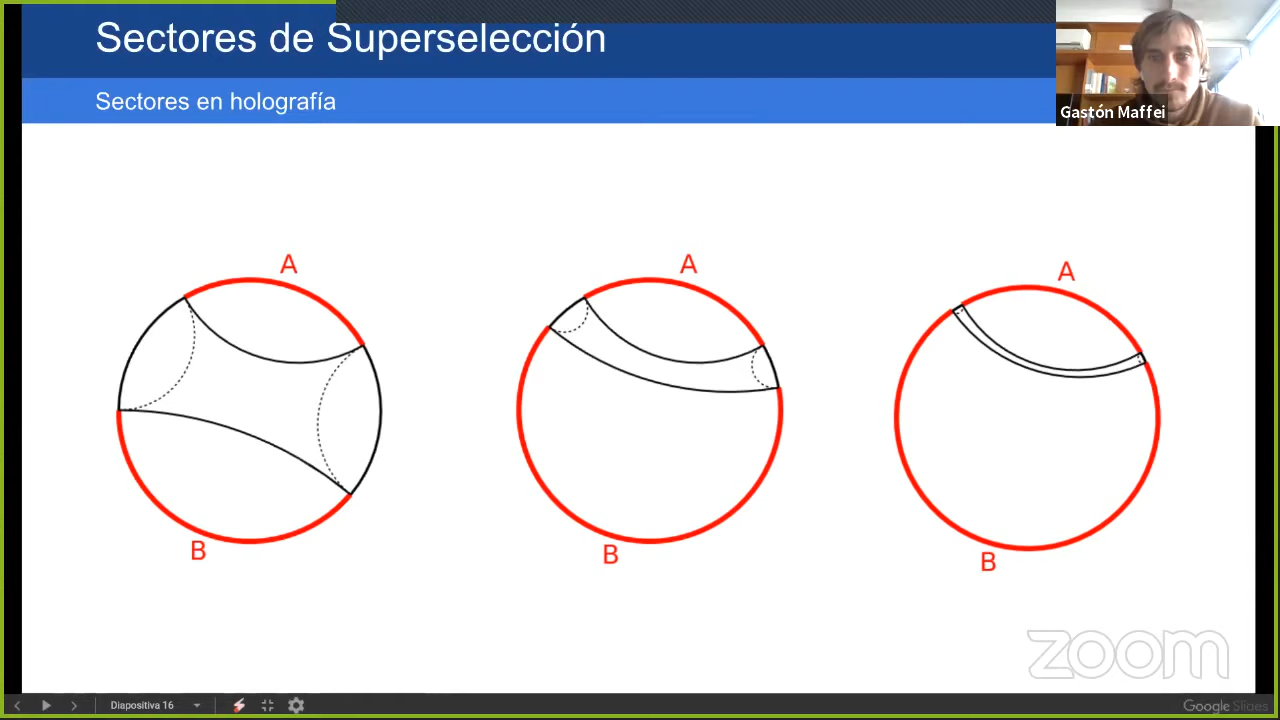 Sectores de Superselección
Sectores en holografía
Gastón Maffei
A
A
A
B
B
B
zoom
Diapositiva 16
Google Slides